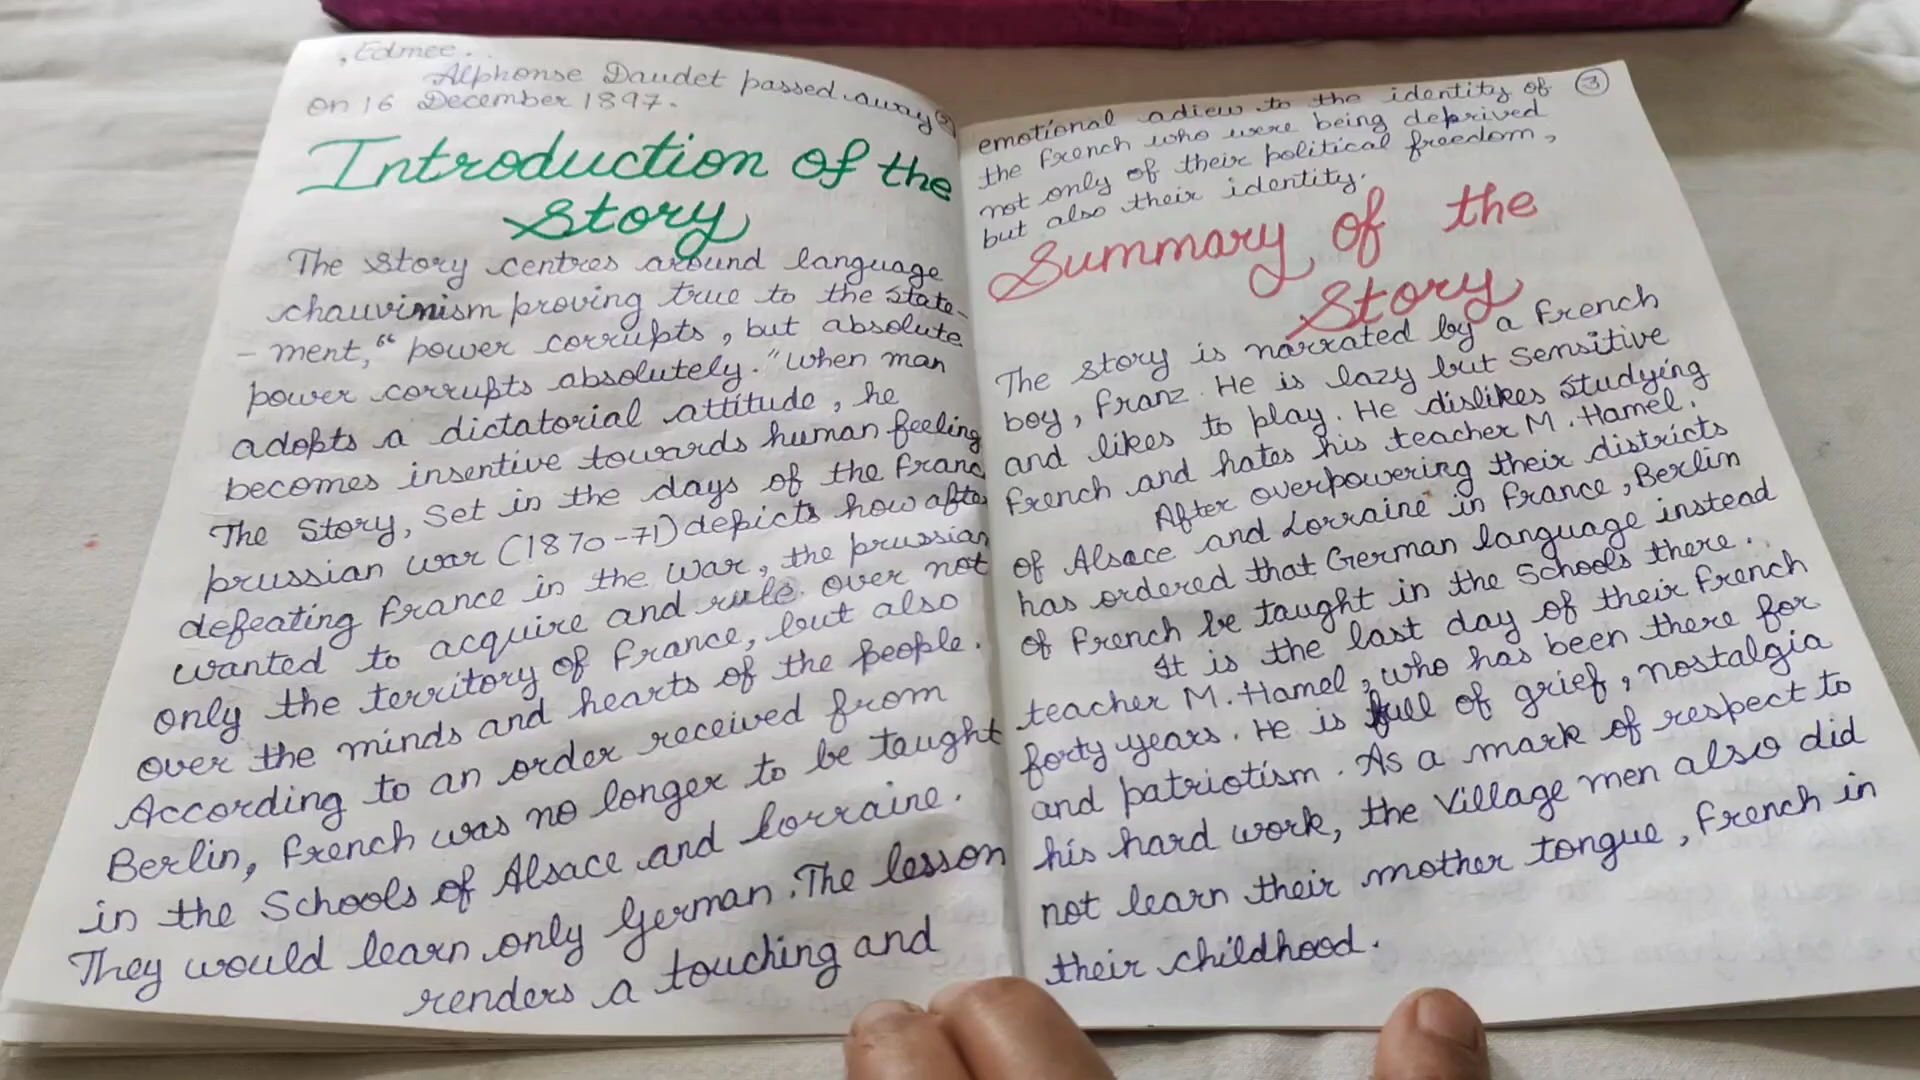 , Edmee.
Alphonse Daudet passed away
on 16 December 1897.
2
Introduction of the
Story
The Story centres around language
chauvinism proving true to the state-
- ment, "power corrupts, but absolute
power corrupts absolutely." When man
adopts a dictatorial attitude, he
becomes insentive towards human feeling
The Story, Set in the days of the Franc
prussian war (1870-71) depicts how after
defeating France in the war, the prussian
wanted to acquire and rule over not
only the territory of France, but also
over the minds and hearts of the people.
According to an order received from
Berlin, French was no longer to be taught
in the Schools of Alsace and Lorraine.
They would learn only German. The lesson
renders a touching and
3
emotional adieu to the identity of
the French who were being deprived
not only of their political freedom,
but also their identity.
Summary of the
Story
The story is narrated by a French
boy, Franz. He is lazy but Sensitive
and likes to play. He dislikes studying
French and hates his teacher M. Hamel.
After overpowering their districts
of Alsace and Lorraine in France, Berlin
has ordered that German language instead
of French be taught in the Schools there.
It is the last day of their French
teacher M. Hamel, who has been there for
forty years. He is full of grief, nostalgia
and patriotism. As a mark of respect to
his hard work, the Village men also did
not learn their mother tongue, French in
their childhood.